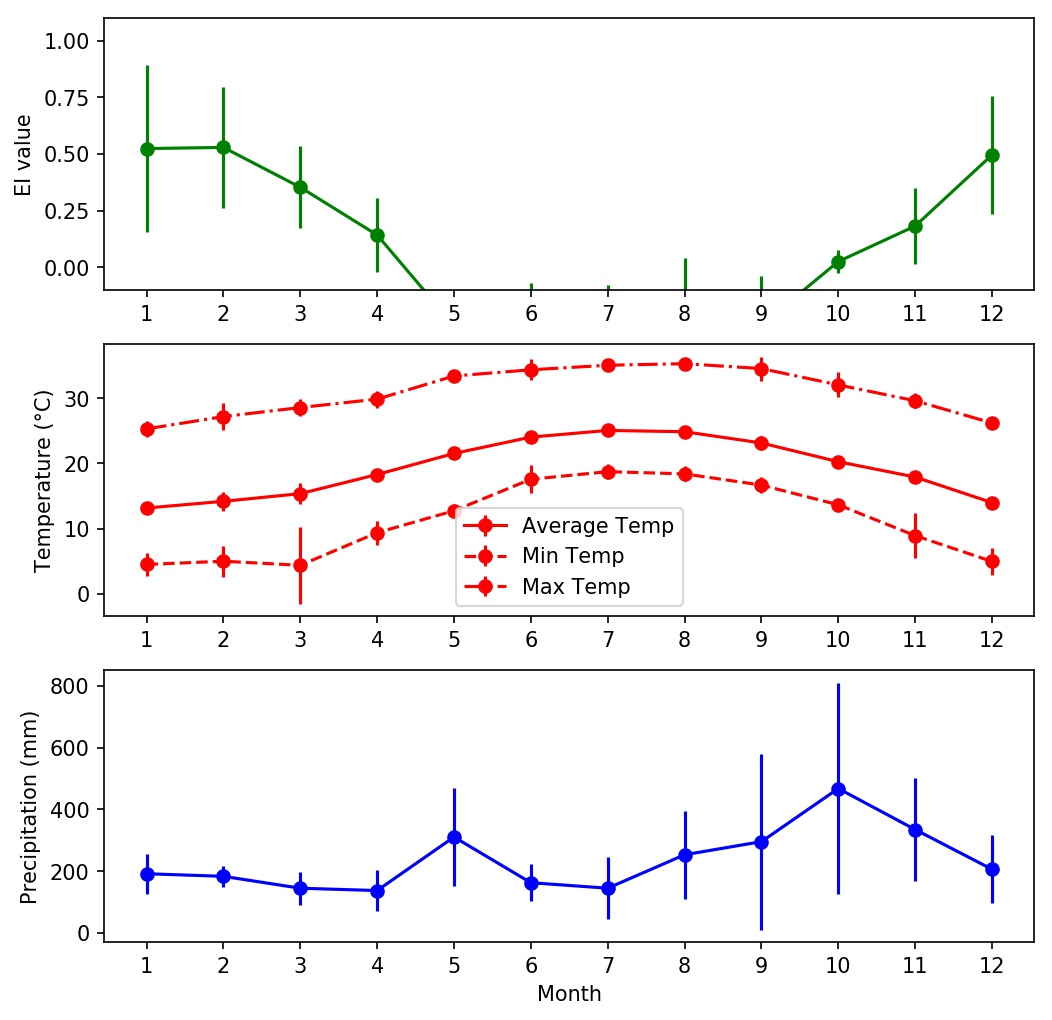 EI value
1.00
0.75
0.50
0.25
0.00
1 2 3 4 5 6 7 8 9 10 11 12
Temperature (°C)
30
20
10
0
Average Temp
Min Temp
Max Temp
1 2 3 4 5 6 7 8 9 10 11 12
Precipitation (mm)
800
600
400
200
0
1 2 3 4 5 6 7 8 9 10 11 12
Month